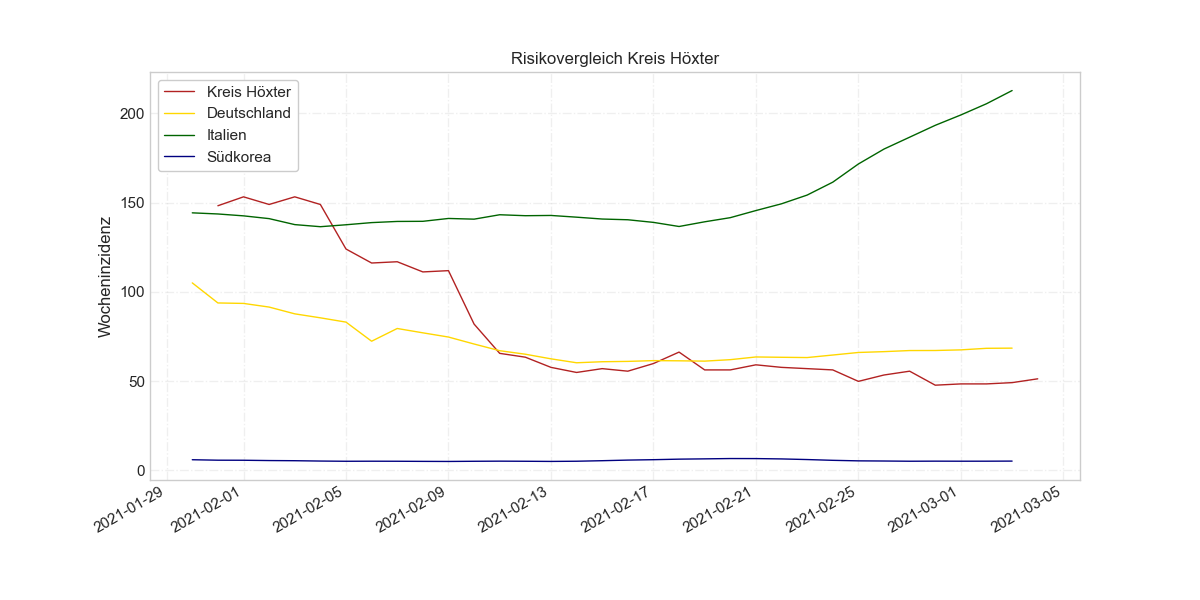 Risikovergleich Kreis Höxter
Kreis Höxter
Deutschland
Italien
Südkorea
Wocheninzidenz
200
150
100
50
0
2021-01-29
2021-02-01
2021-02-05
2021-02-09
2021-02-13
2021-02-17
2021-02-21
2021-02-25
2021-03-01
2021-03-05